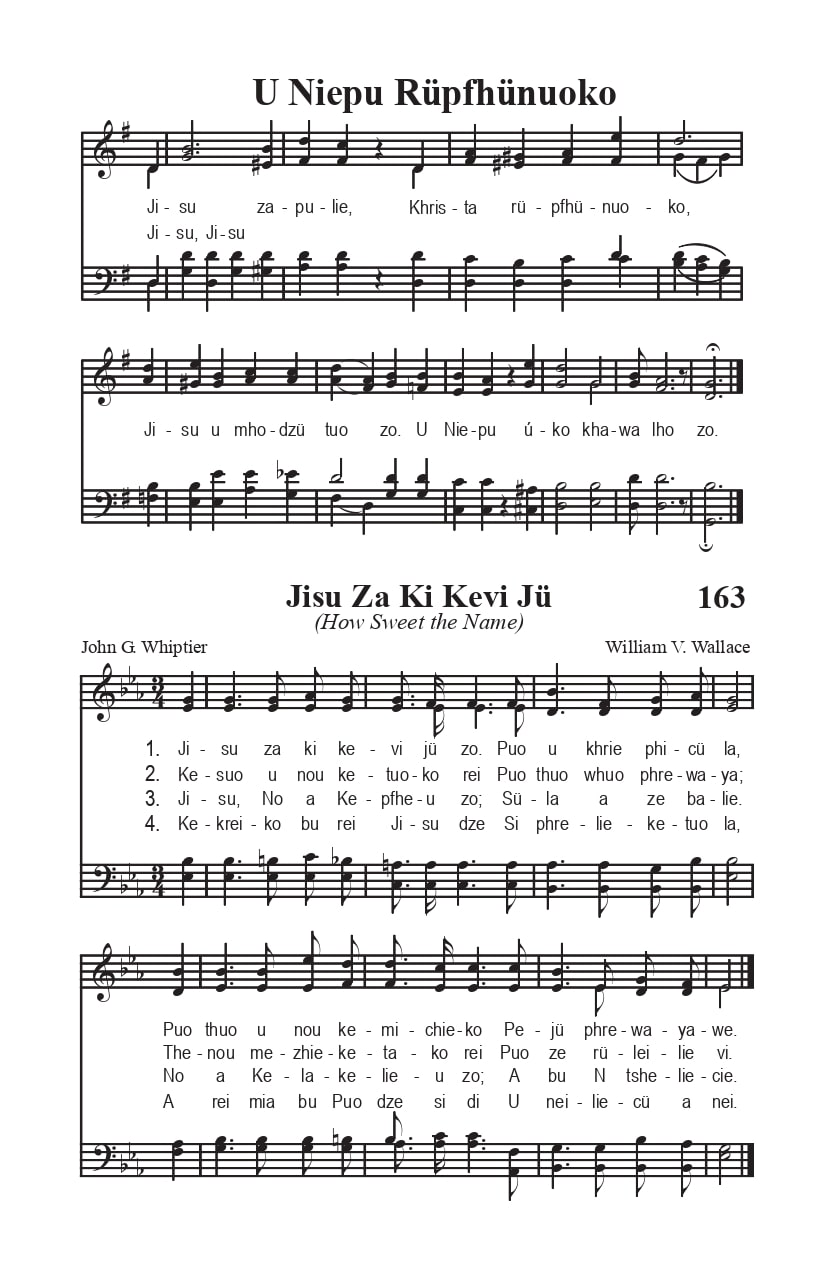 U Niepu Rüpfhünuoko
Ji - su za - pu - lie, Khris - ta rü - pfhü - nuo - ko,
Ji - su, Ji - su
Ji - su u mho - dzü tuo zo. U Nie - pu ú - ko kha - wa lho zo.
Jisu Za Ki Kevi Jü 163
(How Sweet the Name)
John G. Whiptier William V. Wallace
1. Ji - su za ki ke - vi jü zo. Puo u khrie phi - cü la,
2. Ke - suo u nou ke - tuo - ko rei Puo thuo whuo phre - wa - ya;
3. Ji - su, No a Ke - pfhe - u zo; Sü - la a ze ba - lie.
4. Ke - krei - ko bu rei Ji - su dze Si phre - lie - ke - tuo la,
Puo thuo u nou ke - mi - chie - ko Pe - jü phre - wa - ya - we.
The - nou me - zhie - ke - ta - ko rei Puo ze rü - lei - lie vi.
No a Ke - la - ke - lie - u zo; A bu N tshe - lie - cie.
A rei mia bu Puo dze si di U nei - lie - cü a nei.